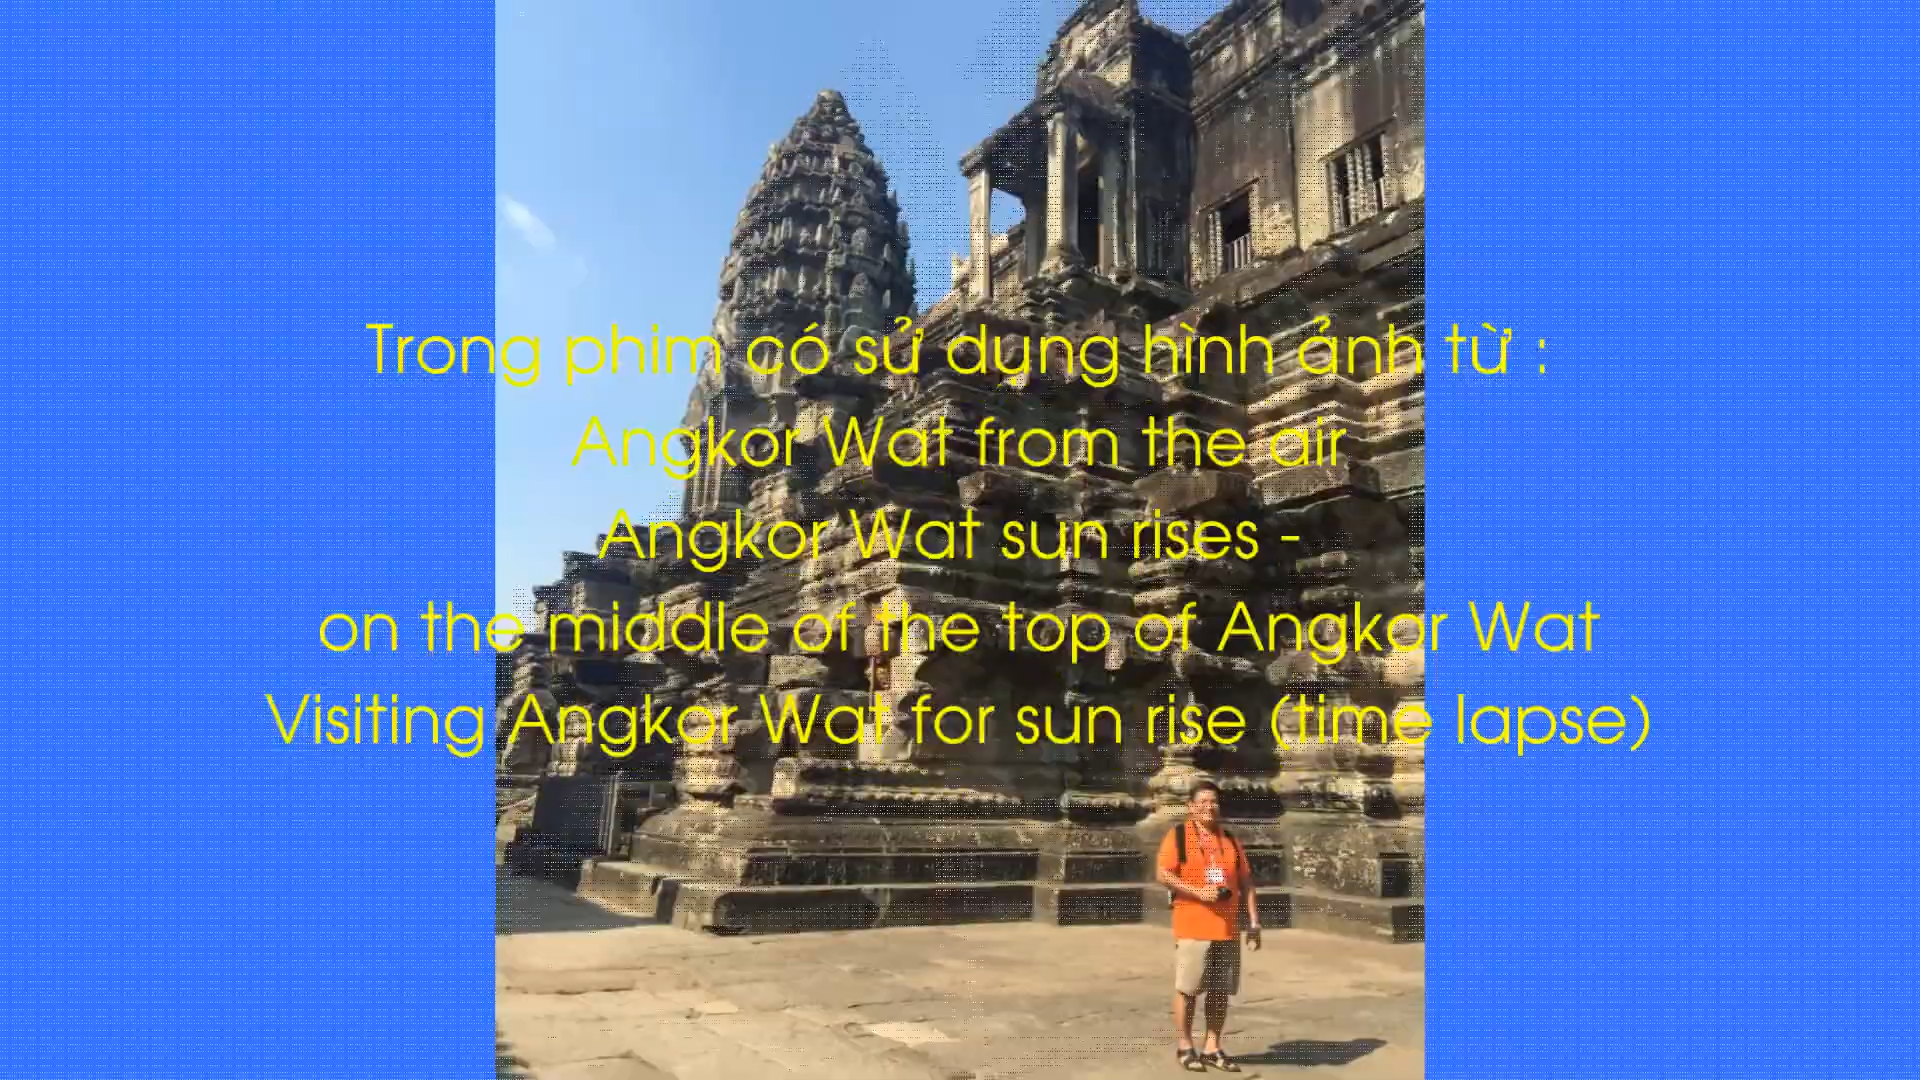 Trong phim có sử dụng hình ảnh từ :
Angkor Wat from the air
Angkor Wat sun rises -
on the middle of the top of Angkor Wat
Visiting Angkor Wat for sun rise (time lapse)